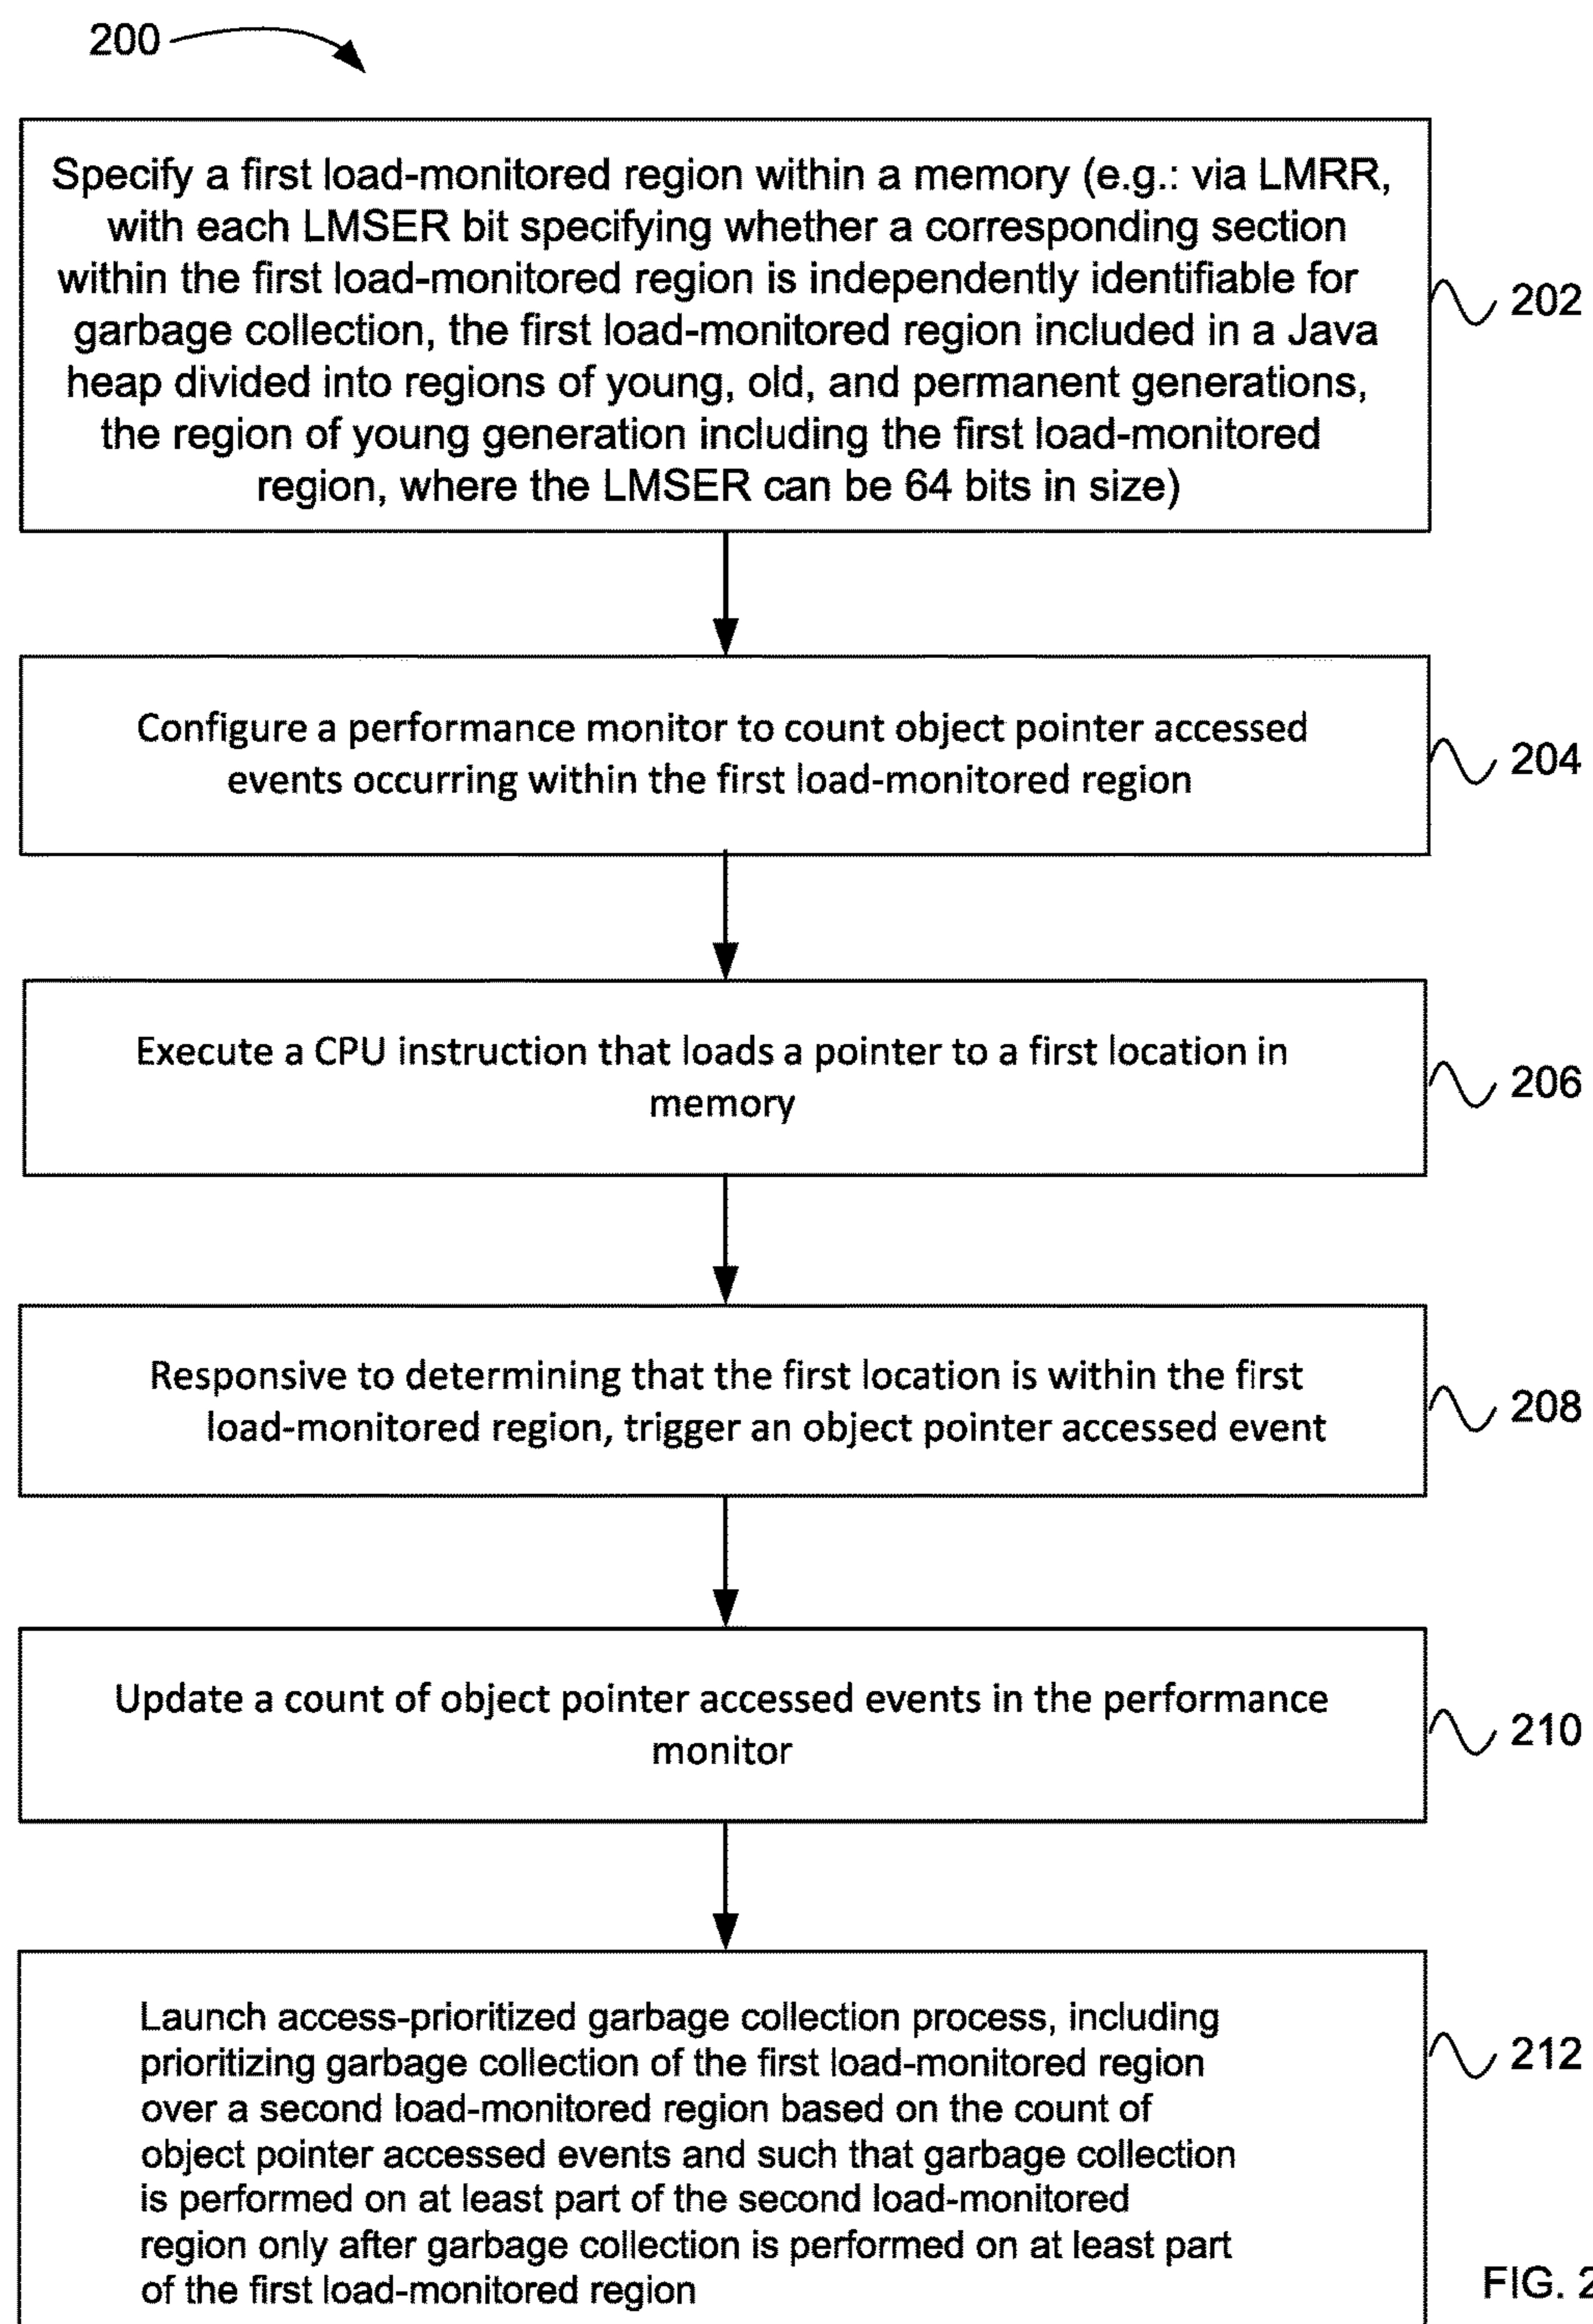 200
Specify a first load-monitored region within a memory (e.g.: via LMRR,
with each LMSER bit specifying whether a corresponding section
within the first load-monitored region is independently identifiable for
garbage collection, the first load-monitored region included in a Java
heap divided into regions of young, old, and permanent generations,
the region of young generation including the first load-monitored
region, where the LMSER can be 64 bits in size)
202
Configure a performance monitor to count object pointer accessed
events occurring within the first load-monitored region
204
Execute a CPU instruction that loads a pointer to a first location in
memory
206
Responsive to determining that the first location is within the first
load-monitored region, trigger an object pointer accessed event
208
Update a count of object pointer accessed events in the performance
monitor
210
Launch access-prioritized garbage collection process, including
prioritizing garbage collection of the first load-monitored region
over a second load-monitored region based on the count of
object pointer accessed events and such that garbage collection
is performed on at least part of the second load-monitored
region only after garbage collection is performed on at least part
of the first load-monitored region
212
FIG. 2